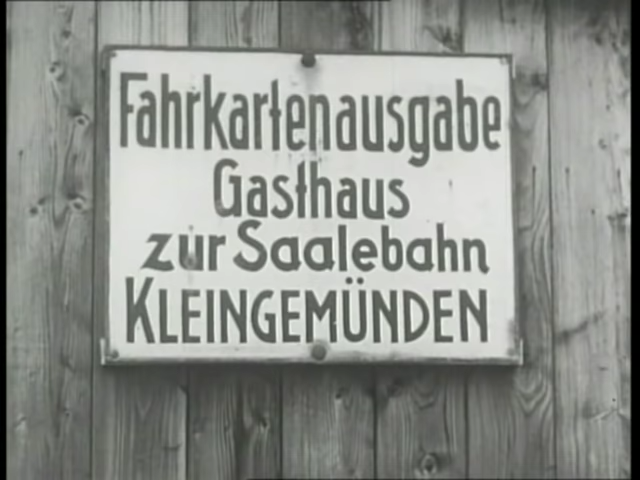 Fahrkartenausgabe
Gasthaus
zur Saalebahn
KLEINGEMÜNDEN